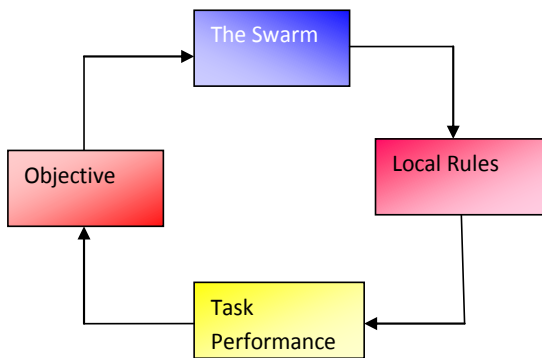 The Swarm
Objective
Local Rules
Task
Performance